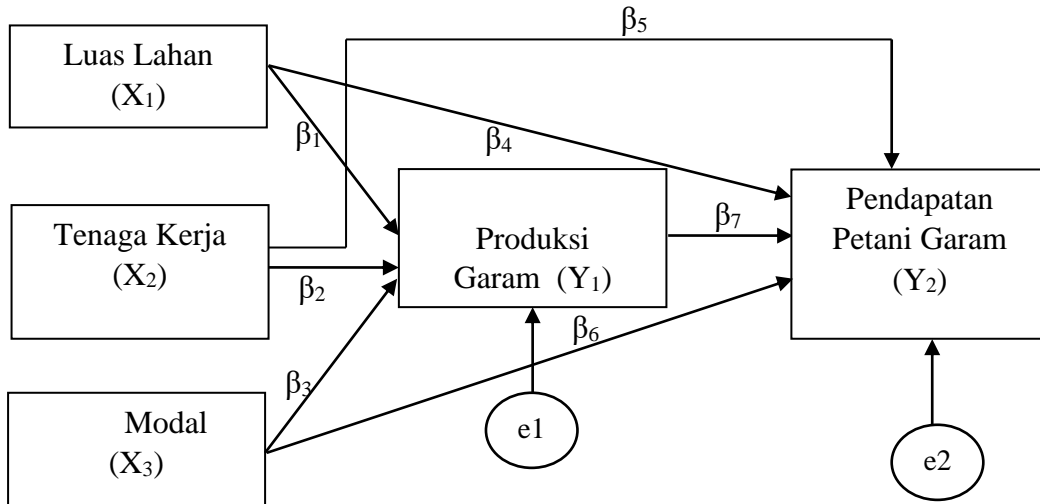 β₅
Luas Lahan
(X₁)
β₁
β₄
Tenaga Kerja
(X₂)
β₂
Produksi
Garam (Y₁)
β₇
Pendapatan
Petani Garam
(Y₂)
β₆
β₃
Modal
(X₃)
e1
e2